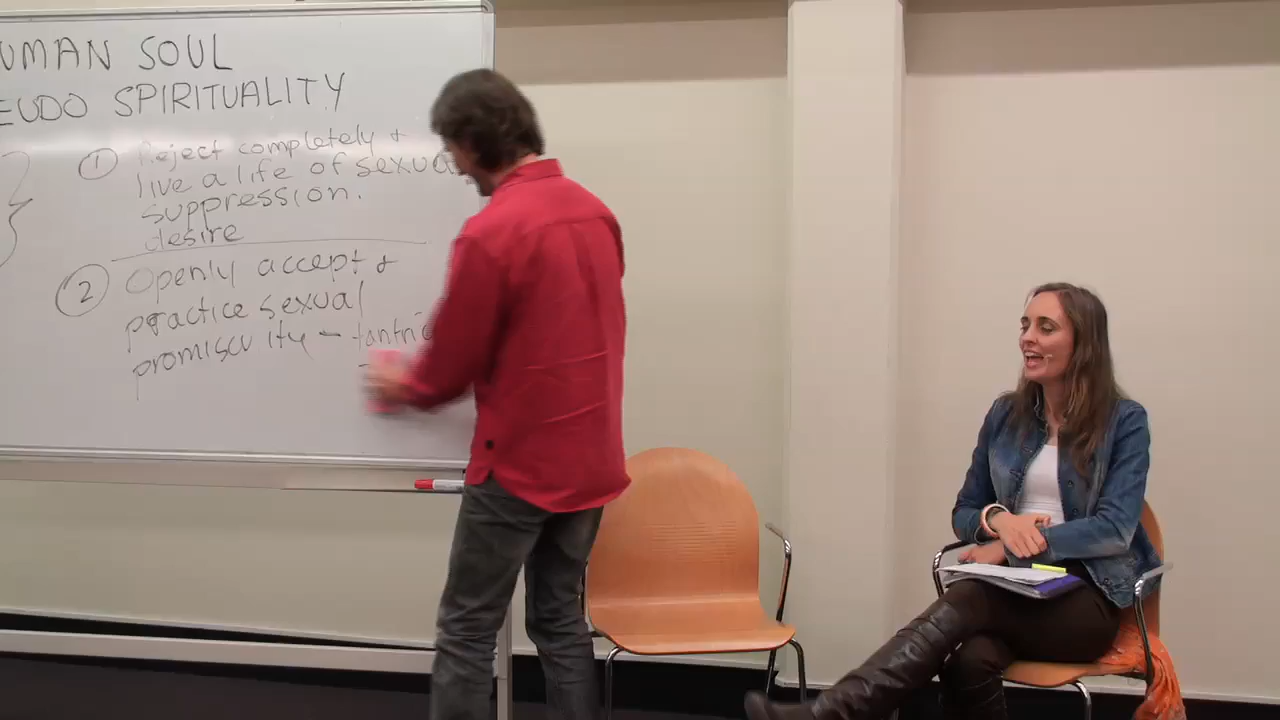 UMAN SOUL
EUDO SPIRITUALITY
1 Reject completely &
live a life of sexua
suppression.
desire
2 Openly accept &
practice sexual
promiscuity - tantric